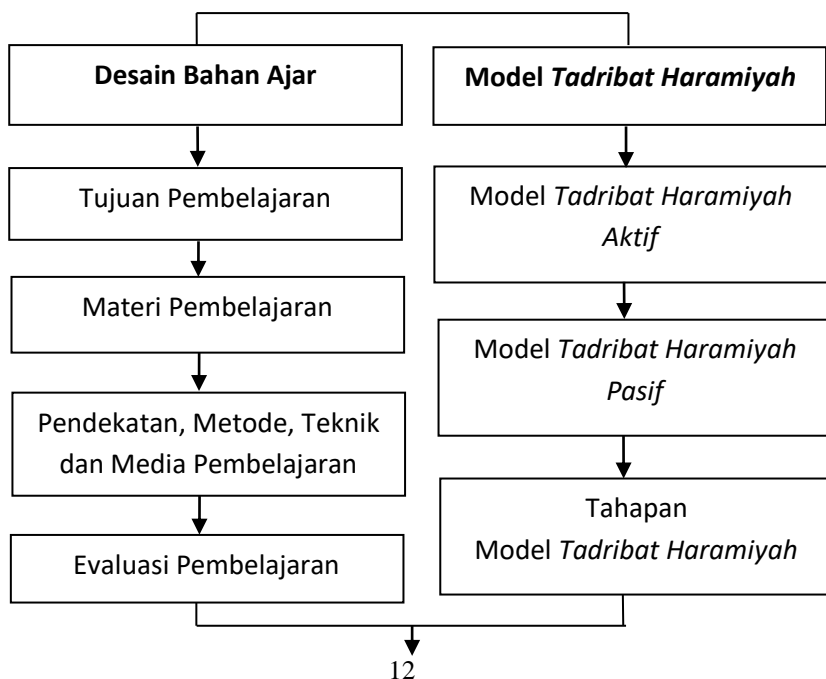 Desain Bahan Ajar
Tujuan Pembelajaran
Materi Pembelajaran
Pendekatan, Metode, Teknik
dan Media Pembelajaran
Evaluasi Pembelajaran
Model Tadribat Haramiyah
Model Tadribat Haramiyah
Aktif
Model Tadribat Haramiyah
Pasif
Tahapan
Model Tadribat Haramiyah
12